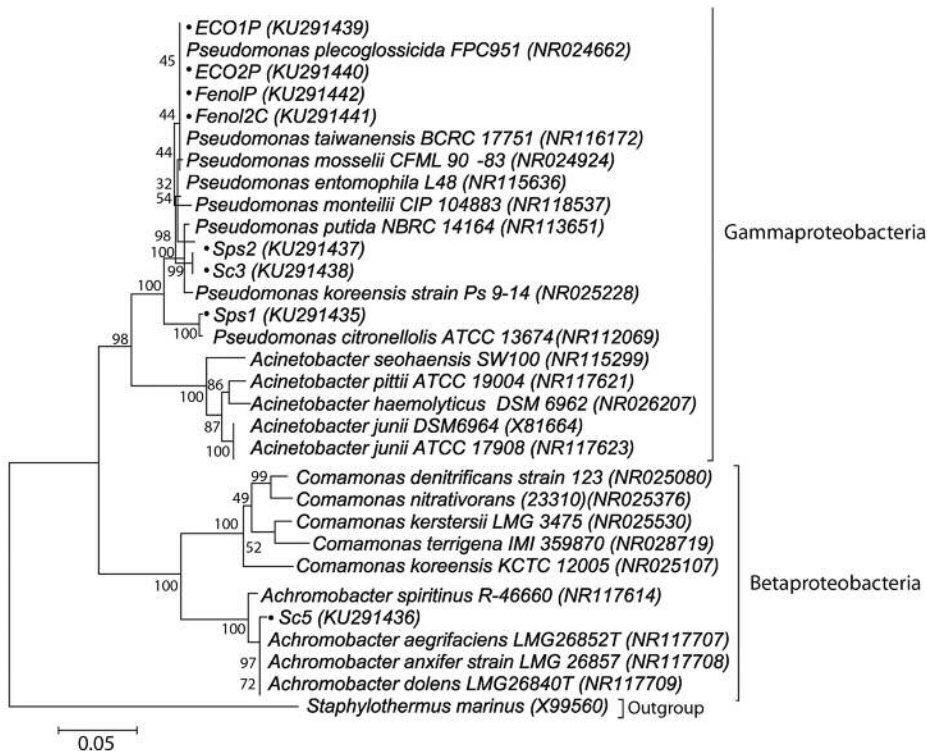 • ECO1P (KU291439)
Pseudomonas plecoglossicida FPC951 (NR024662)
45
• ECO2P (KU291440)
• FenolP (KU291442)
44
• Fenol2C (KU291441)
Pseudomonas taiwanensis BCRC 17751 (NR116172)
44
Pseudomonas mosselii CFML 90 -83 (NR024924)
32
Pseudomonas entomophila L48 (NR115636)
54
Pseudomonas monteilii CIP 104883 (NR118537)
Pseudomonas putida NBRC 14164 (NR113651)
Gammaproteobacteria
98
• Sps2 (KU291437)
100
99
• Sc3 (KU291438)
100
Pseudomonas koreensis strain Ps 9-14 (NR025228)
• Sps1 (KU291435)
100
Pseudomonas citronellolis ATCC 13674(NR112069)
98
Acinetobacter seohaensis SW100 (NR115299)
Acinetobacter pittii ATCC 19004 (NR117621)
86
100
Acinetobacter haemolyticus DSM 6962 (NR026207)
87
Acinetobacter junii DSM6964 (X81664)
100
Acinetobacter junii ATCC 17908 (NR117623)
99
Comamonas denitrificans strain 123 (NR025080)
49
Comamonas nitrativorans (23310)(NR025376)
100
Comamonas kerstersii LMG 3475 (NR025530)
52
Comamonas terrigena IMI 359870 (NR028719)
Comamonas koreensis KCTC 12005 (NR025107)
Betaproteobacteria
100
Achromobacter spiritinus R-46660 (NR117614)
• Sc5 (KU291436)
100
Achromobacter aegrifaciens LMG26852T (NR117707)
97
Achromobacter anxifer strain LMG 26857 (NR117708)
72
Achromobacter dolens LMG26840T (NR117709)
Staphylothermus marinus (X99560)
Outgroup
0.05